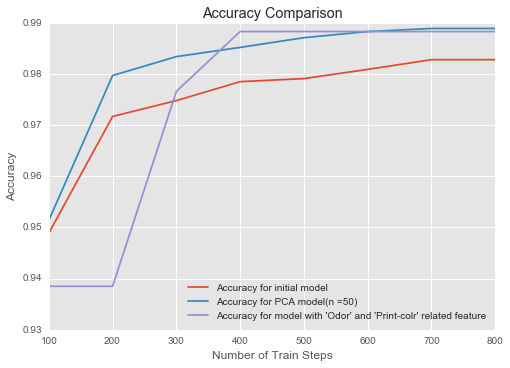 Accuracy Comparison
0.99
0.98
0.97
0.96
0.95
0.94
0.93
Accuracy
Accuracy for initial model
Accuracy for PCA model(n =50)
Accuracy for model with 'Odor' and 'Print-colr' related feature
100 200 300 400 500 600 700 800
Number of Train Steps